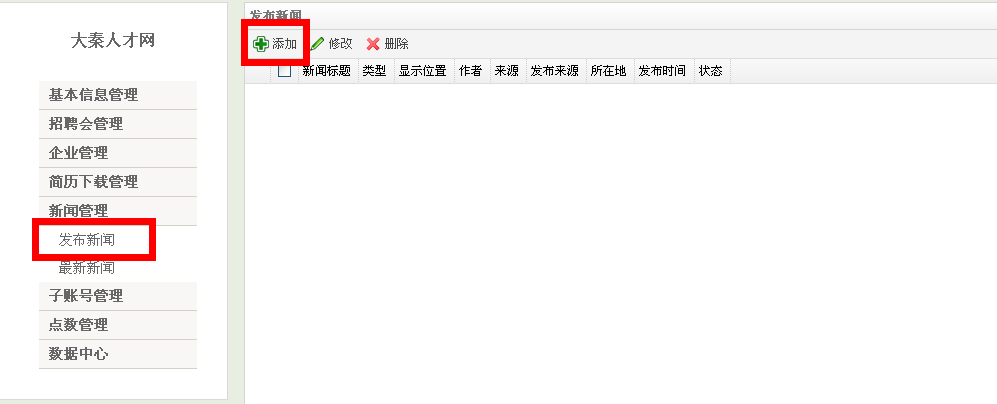 大秦人才网
基本信息管理
招聘会管理
企业管理
简历下载管理
新闻管理
发布新闻
最新新闻
子账号管理
点数管理
数据中心
发布新闻
添加 修改 删除
新闻标题 类型 显示位置 作者 来源 发布来源 所在地 发布时间 状态